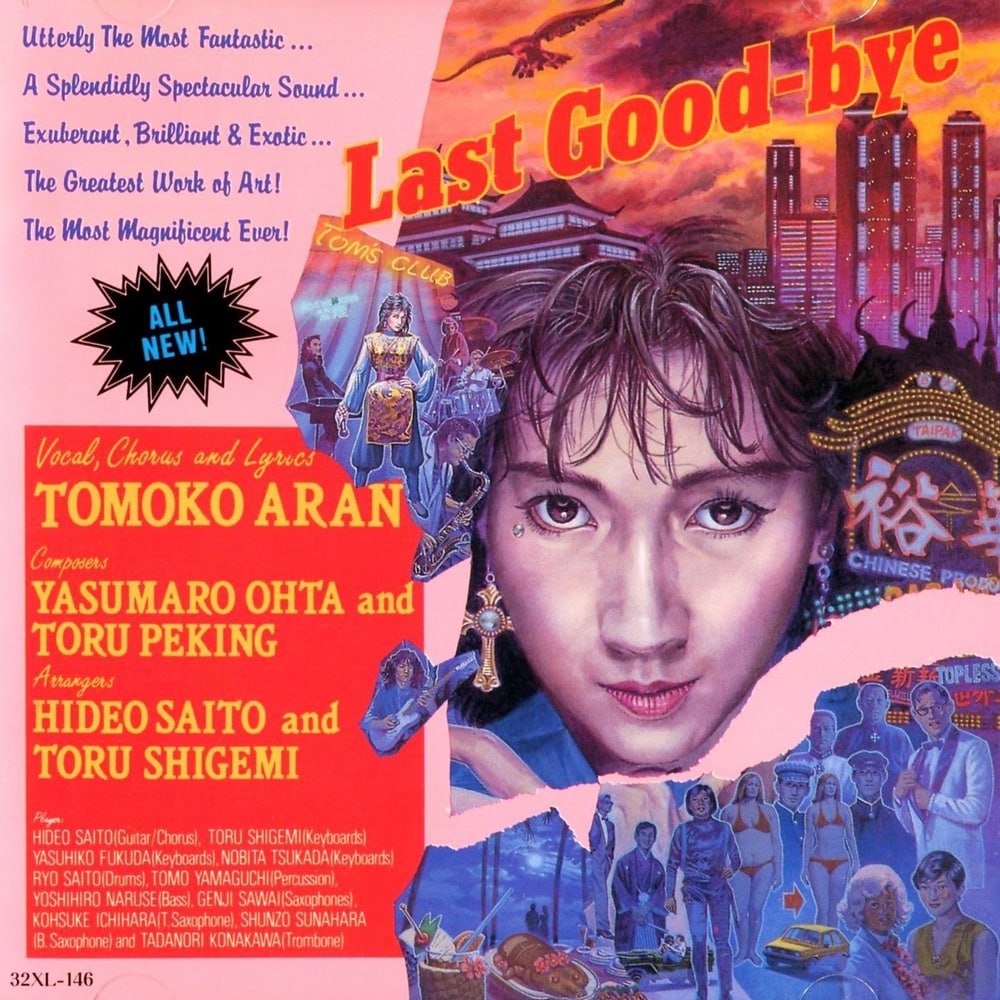 Utterly The Most Fantastic ...
A Splendidly Spectacular Sound ...
Exuberant, Brilliant & Exotic ...
The Greatest Work of Art!
The Most Magnificent Ever!
Last Good-bye
ALL
NEW!
TOM'S CLUB
Vocal, Chorus and Lyrics
TOMOKO ARAN
Composers
YASUMARO OHTA and
TORU PEKING
Arrangers
HIDEO SAITO and
TORU SHIGEMI
Player:
HIDEO SAITO(Guitar/Chorus), TORU SHIGEMI(Keyboards)
YASUHIKO FUKUDA(Keyboards), NOBITA TSUKADA(Keyboards)
RYO SAITO(Drums), TOMO YAMAGUCHI(Percussion),
YOSHIHIRO NARUSE(Bass), GENJI SAWAI(Saxophones),
KOHSUKE ICHIHARA(T.Saxophone), SHUNZO SUNAHARA
(B.Saxophone) and TADANORI KONAKAWA(Trombone)
32XL-146
TAIPAK
裕
CHINESE PRODU
TOPLESS